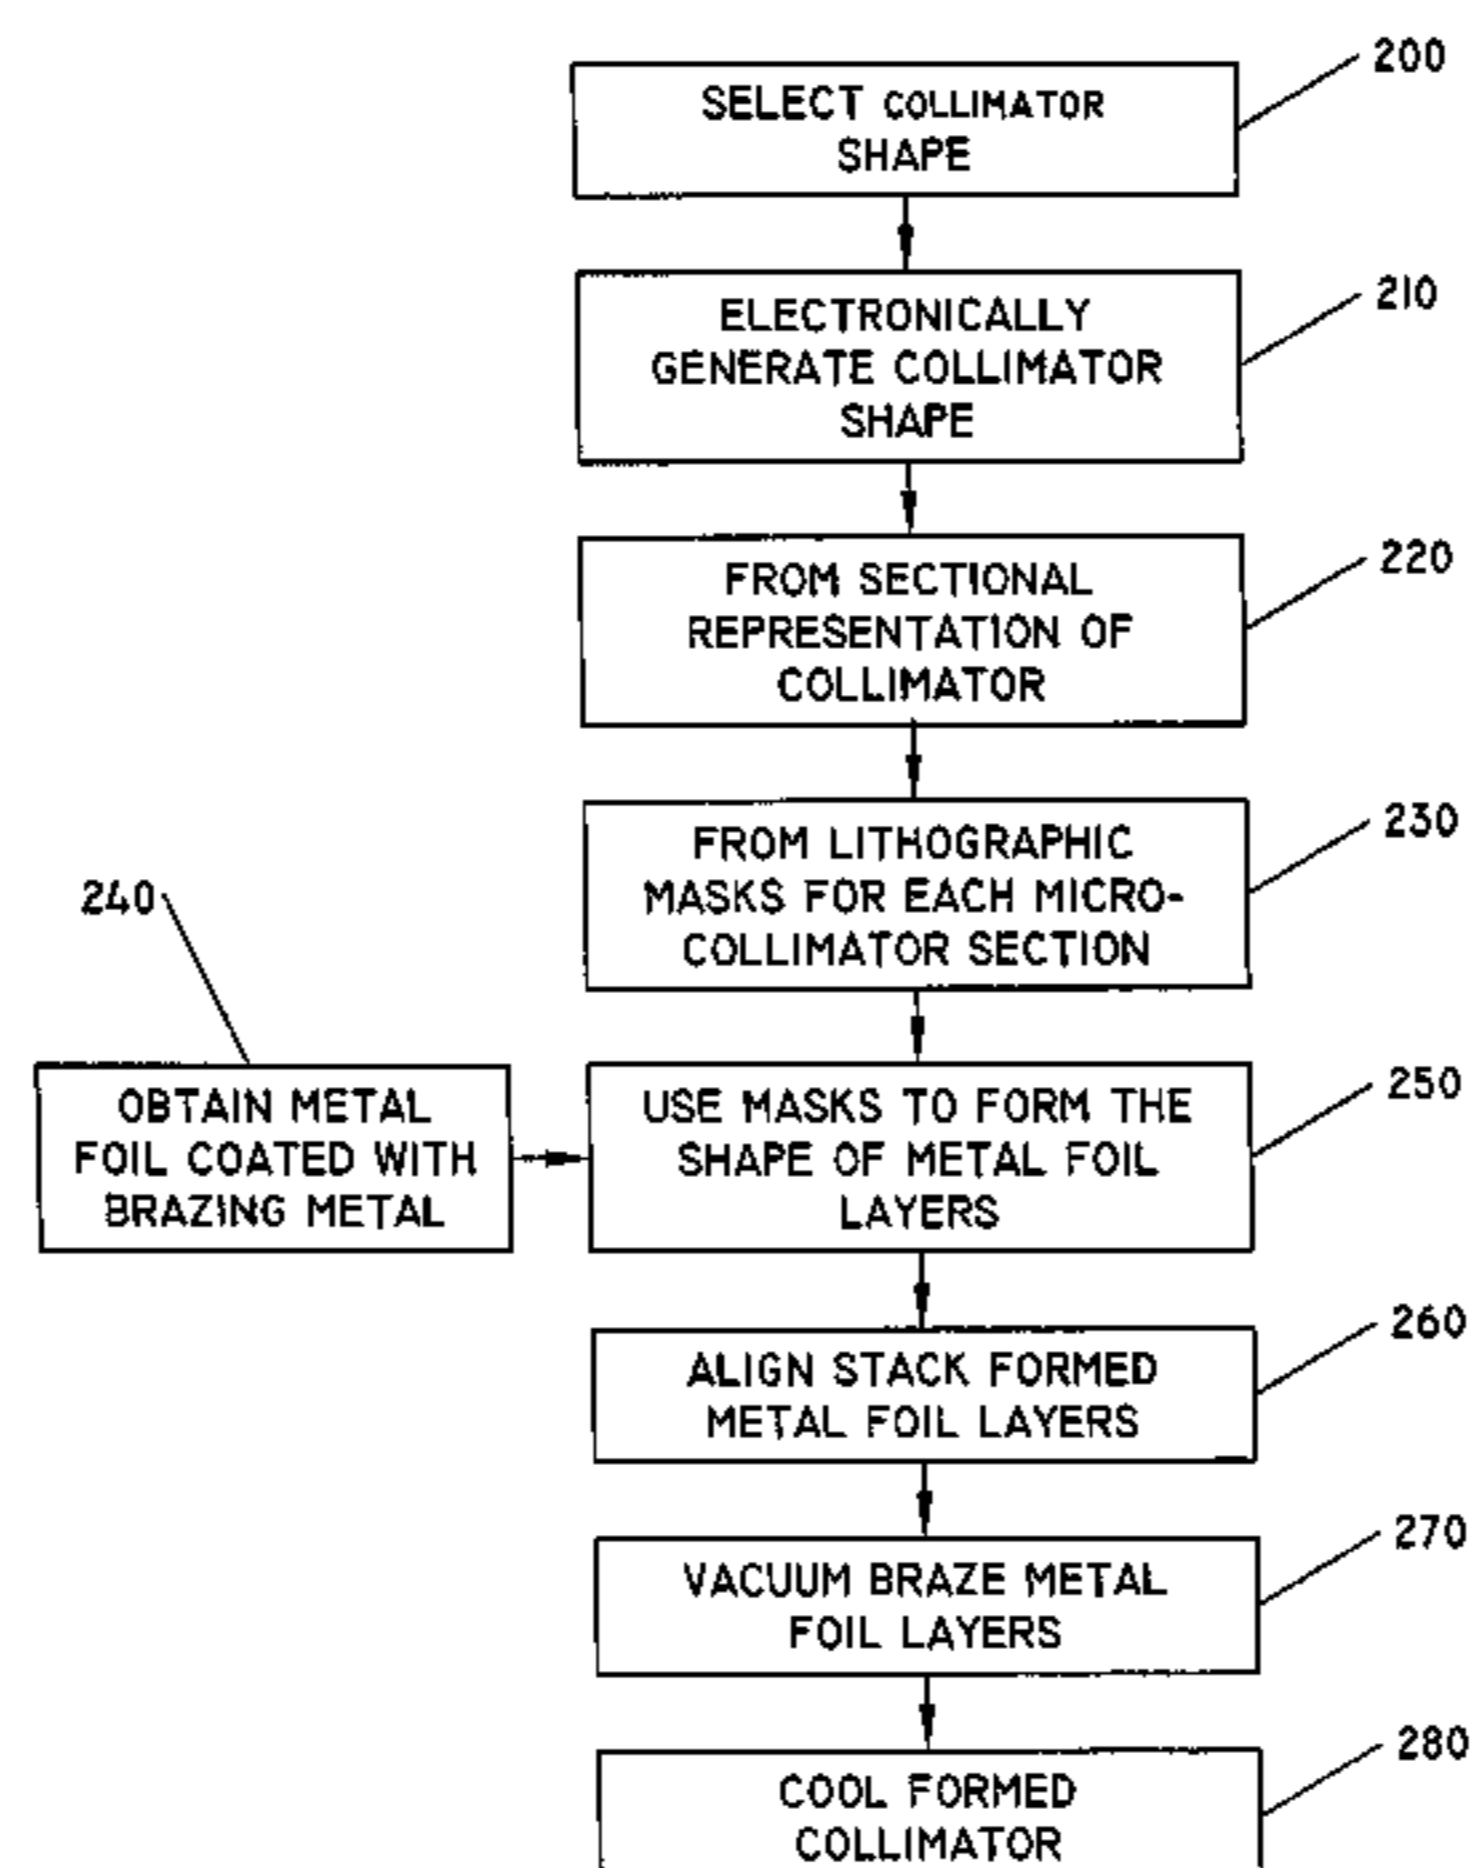 200
SELECT COLLIMATOR
SHAPE
210
ELECTRONICALLY
GENERATE COLLIMATOR
SHAPE
220
FROM SECTIONAL
REPRESENTATION OF
COLLIMATOR
230
FROM LITHOGRAPHIC
MASKS FOR EACH MICRO-
COLLIMATOR SECTION
240
OBTAIN METAL
FOIL COATED WITH
BRAZING METAL
250
USE MASKS TO FORM THE
SHAPE OF METAL FOIL
LAYERS
260
ALIGN STACK FORMED
METAL FOIL LAYERS
270
VACUUM BRAZE METAL
FOIL LAYERS
280
COOL FORMED
COLLIMATOR